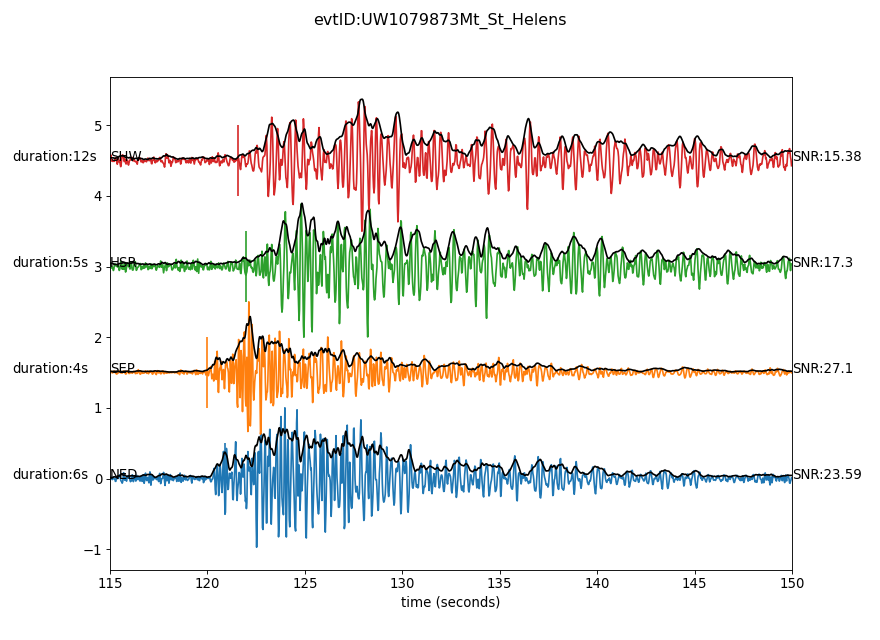 evtID:UW1079873Mt_St_Helens
5
duration:12s SHW SNR:15.38
4
duration:5s HSR SNR:17.3
3
2
duration:4s SEP SNR:27.1
1
duration:6s NED SNR:23.59
0
−1
115 120 125 130 135 140 145 150
time (seconds)